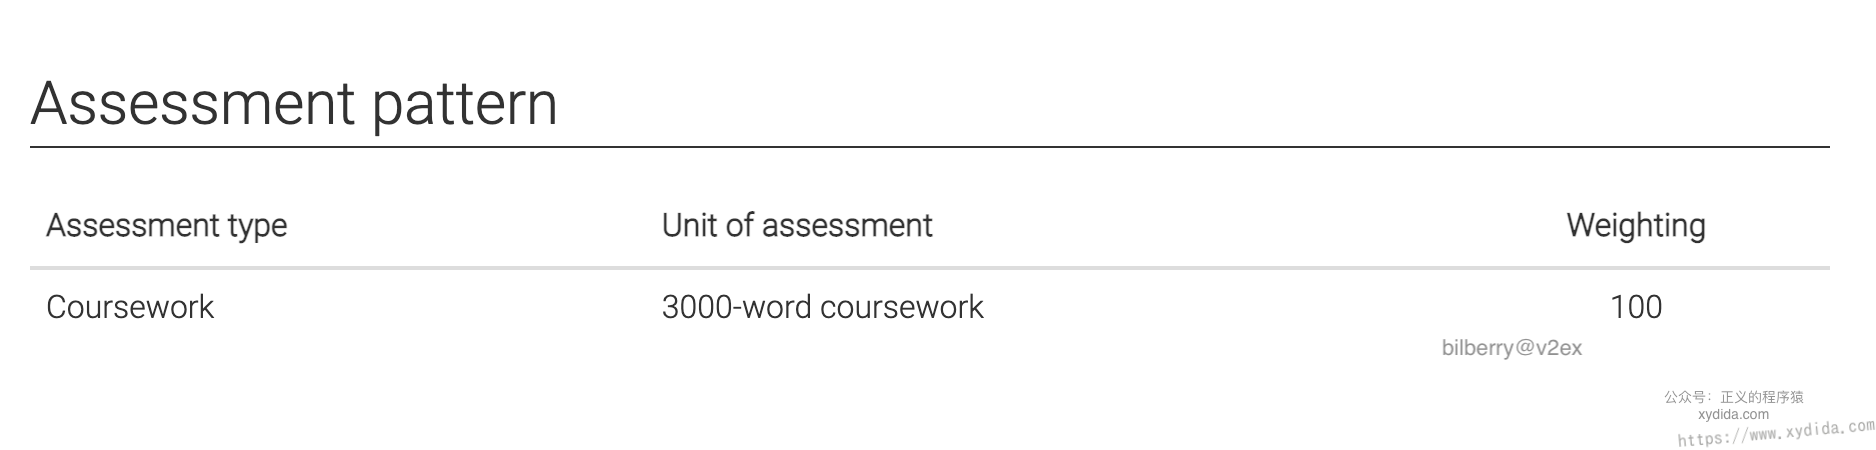 Assessment pattern
Assessment type Unit of assessment Weighting
Coursework 3000-word coursework 100
bilberry@v2ex
公众号：正义的程序猿
xydida.com
https://www.xydida.com